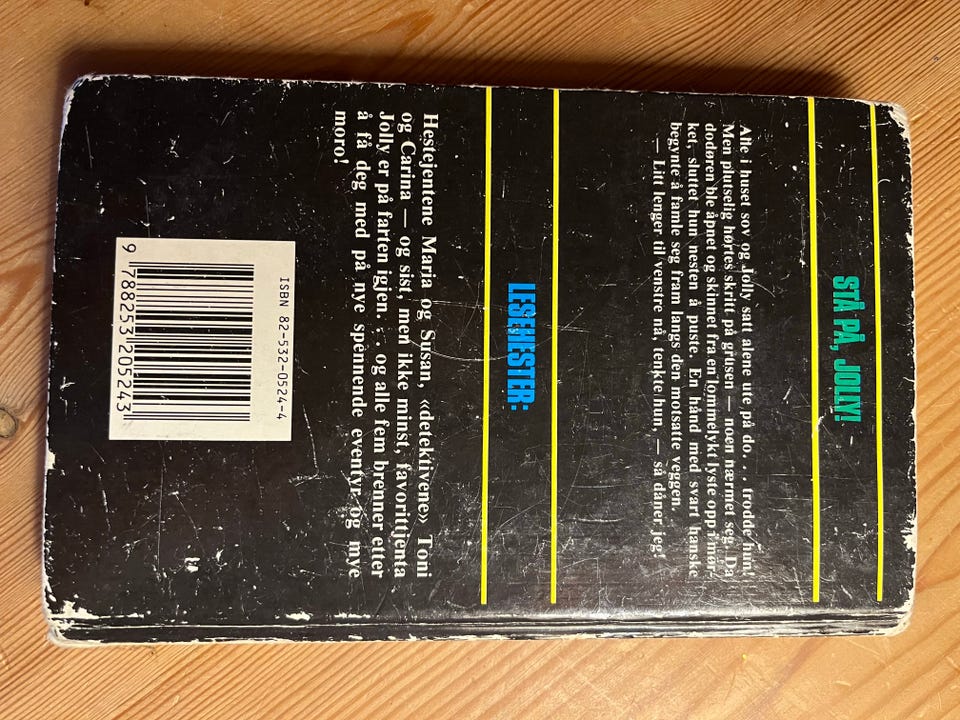 STÅ PÅ, JOLLY!
Alle i huset sov og Jolly satt alene ute på do. . . trodde hun!
Men plutselig hørtes skritt på grusen — noen nærmet seg. Da
dodøren ble åpnet og skinnet fra en lommelykt lyste opp i mør-
ket, sluttet hun nesten å puste. En hånd med svart hanske
begynte å famle seg fram langs den motsatte veggen.
— Litt lenger til venstre nå, tenkte hun, — så dåner jeg!
LESEHESTER:
Hestejentene Maria og Susan, «detektivene» Toni
og Carina — og sist, men ikke minst, favorittjenta
Jolly er på farten igjen. . . og alle fem brenner etter
å få deg med på nye spennende eventyr og mye
moro!
ISBN 82-532-0524-4
9 788253 205243